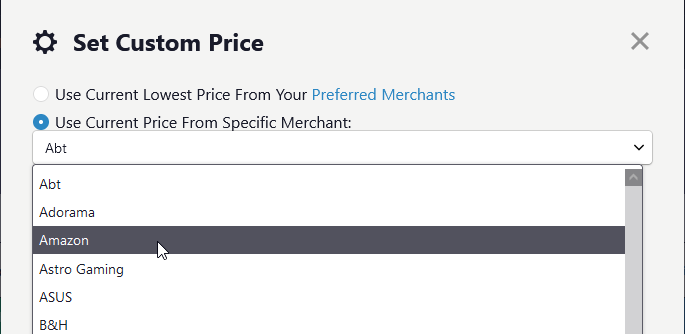 Set Custom Price
Use Current Lowest Price From Your Preferred Merchants
Use Current Price From Specific Merchant:
Abt
Abt
Adorama
Amazon
Astro Gaming
ASUS
B&H